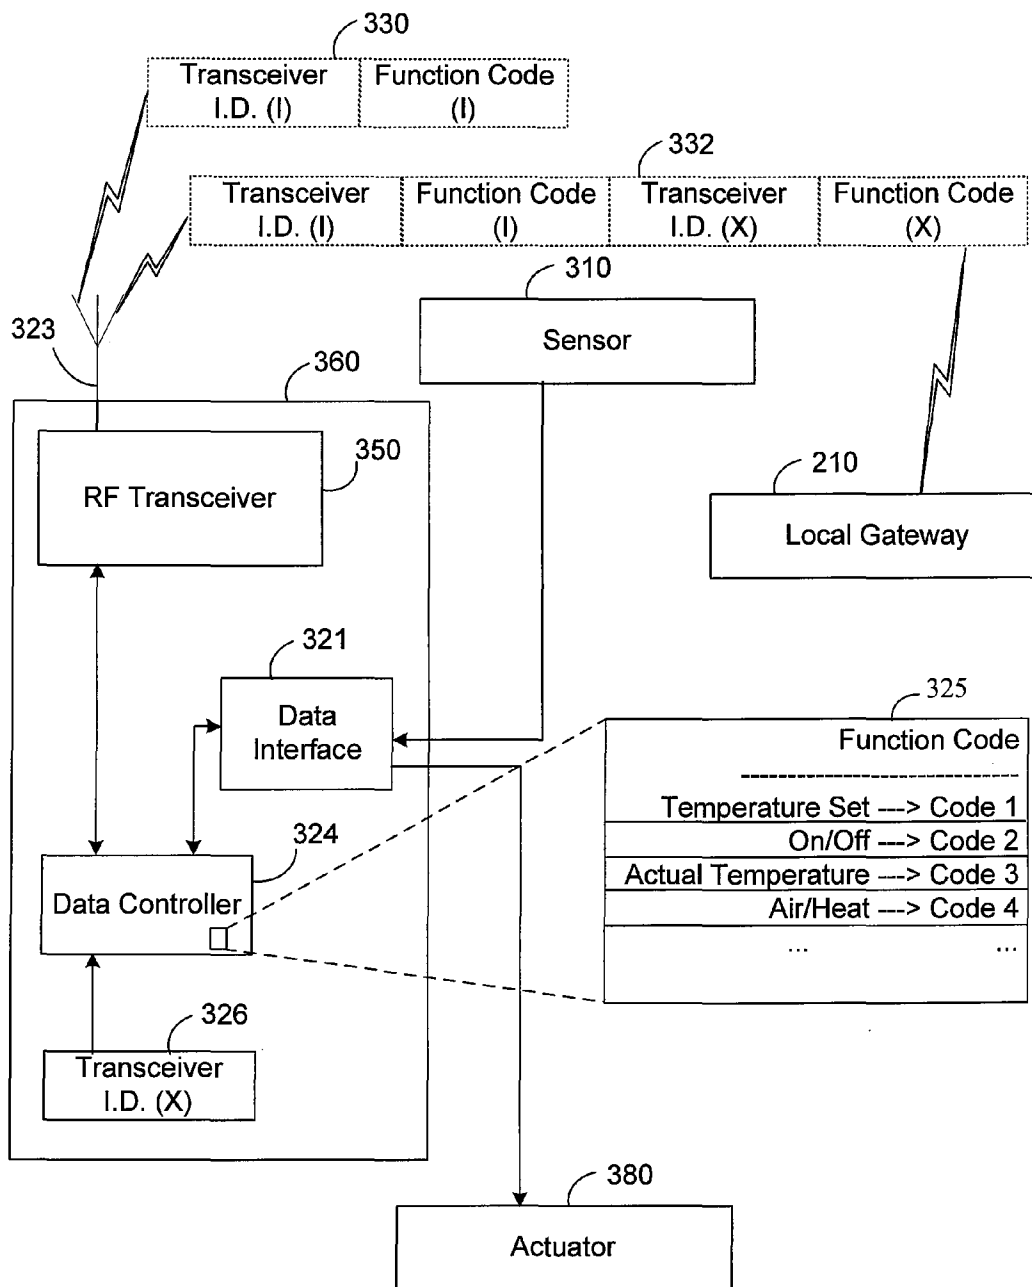 330
Transceiver I.D. (I)
Function Code (I)
332
Transceiver I.D. (I)
Function Code (I)
Transceiver I.D. (X)
Function Code (X)
310
Sensor
323
360
350
RF Transceiver
210
Local Gateway
321
Data Interface
325
Function Code
-----------------------------
Temperature Set ---> Code 1
On/Off ---> Code 2
Actual Temperature ---> Code 3
Air/Heat ---> Code 4
... ...
324
Data Controller
326
Transceiver I.D. (X)
380
Actuator